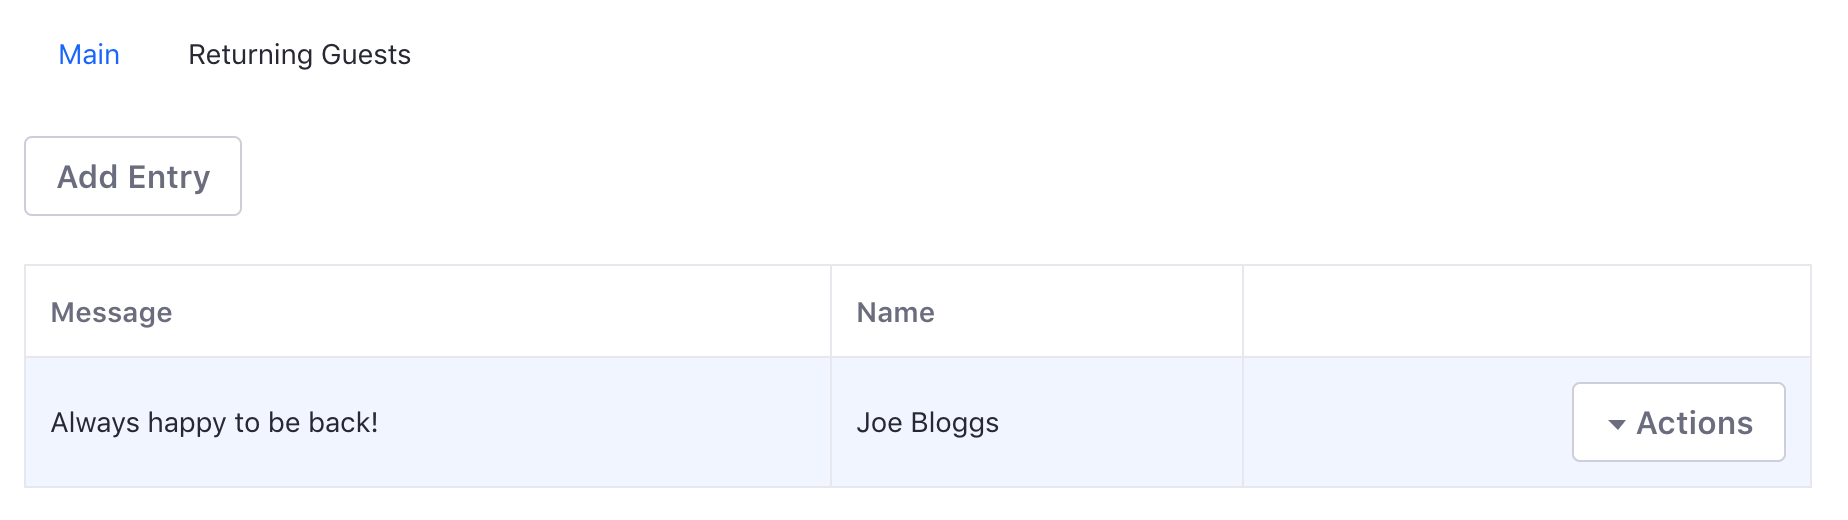 Main Returning Guests
Add Entry
Message Name
Always happy to be back! Joe Bloggs Actions